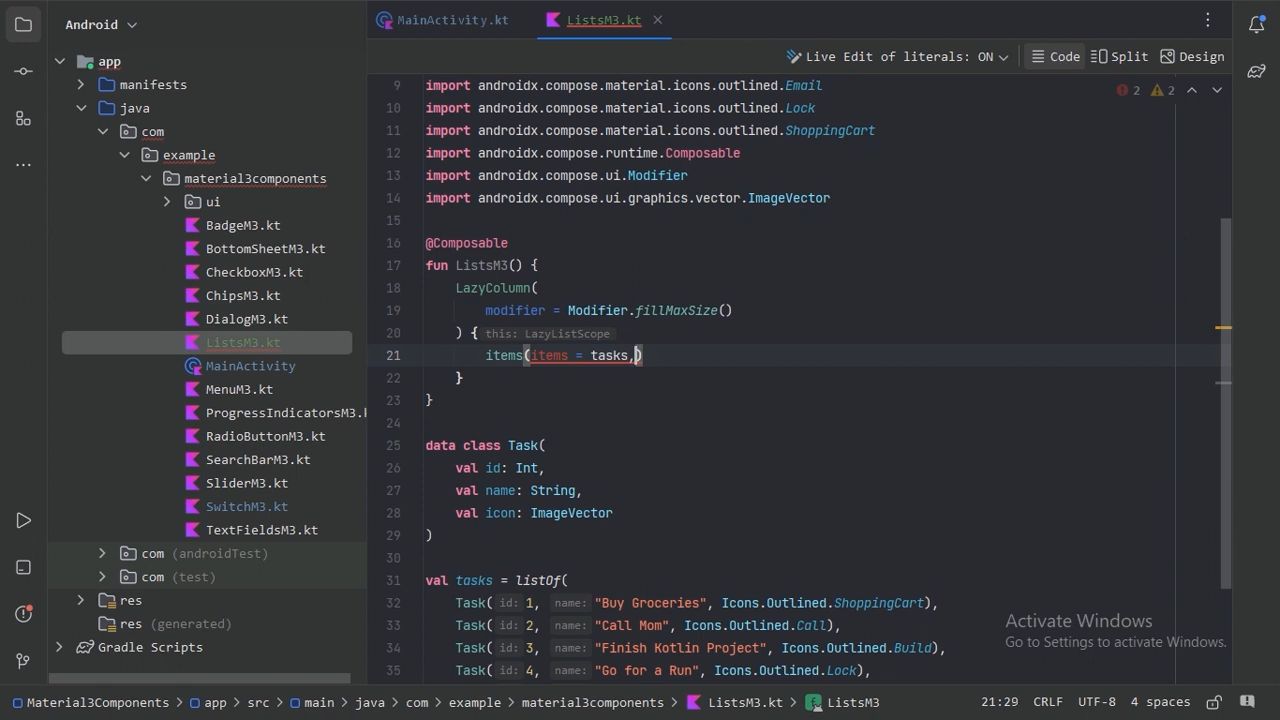 Android
MainActivity.kt
ListsM3.kt
Live Edit of literals: ON
Code
Split
Design
app
manifests
java
com
example
material3components
ui
BadgeM3.kt
BottomSheetM3.kt
CheckboxM3.kt
ChipsM3.kt
DialogM3.kt
ListsM3.kt
MainActivity
MenuM3.kt
ProgressIndicatorsM3.k
RadioButtonM3.kt
SearchBarM3.kt
SliderM3.kt
SwitchM3.kt
TextFieldsM3.kt
com (androidTest)
com (test)
res
res (generated)
Gradle Scripts
2 2
9 import androidx.compose.material.icons.outlined.Email
10 import androidx.compose.material.icons.outlined.Lock
11 import androidx.compose.material.icons.outlined.ShoppingCart
12 import androidx.compose.runtime.Composable
13 import androidx.compose.ui.Modifier
14 import androidx.compose.ui.graphics.vector.ImageVector
15
16 @Composable
17 fun ListsM3() {
18 LazyColumn(
19 modifier = Modifier.fillMaxSize()
20 ) { this: LazyListScope
21 items(items = tasks,)
22 }
23 }
24
25 data class Task(
26 val id: Int,
27 val name: String,
28 val icon: ImageVector
29 )
30
31 val tasks = listOf(
32 Task( id: 1, name: "Buy Groceries", Icons.Outlined.ShoppingCart),
33 Task( id: 2, name: "Call Mom", Icons.Outlined.Call),
34 Task( id: 3, name: "Finish Kotlin Project", Icons.Outlined.Build),
35 Task( id: 4, name: "Go for a Run", Icons.Outlined.Lock),
Activate Windows
Go to Settings to activate Windows.
Material3Components > app > src > main > java > com > example > material3components > ListsM3.kt > ListsM3
21:29 CRLF UTF-8 4 spaces